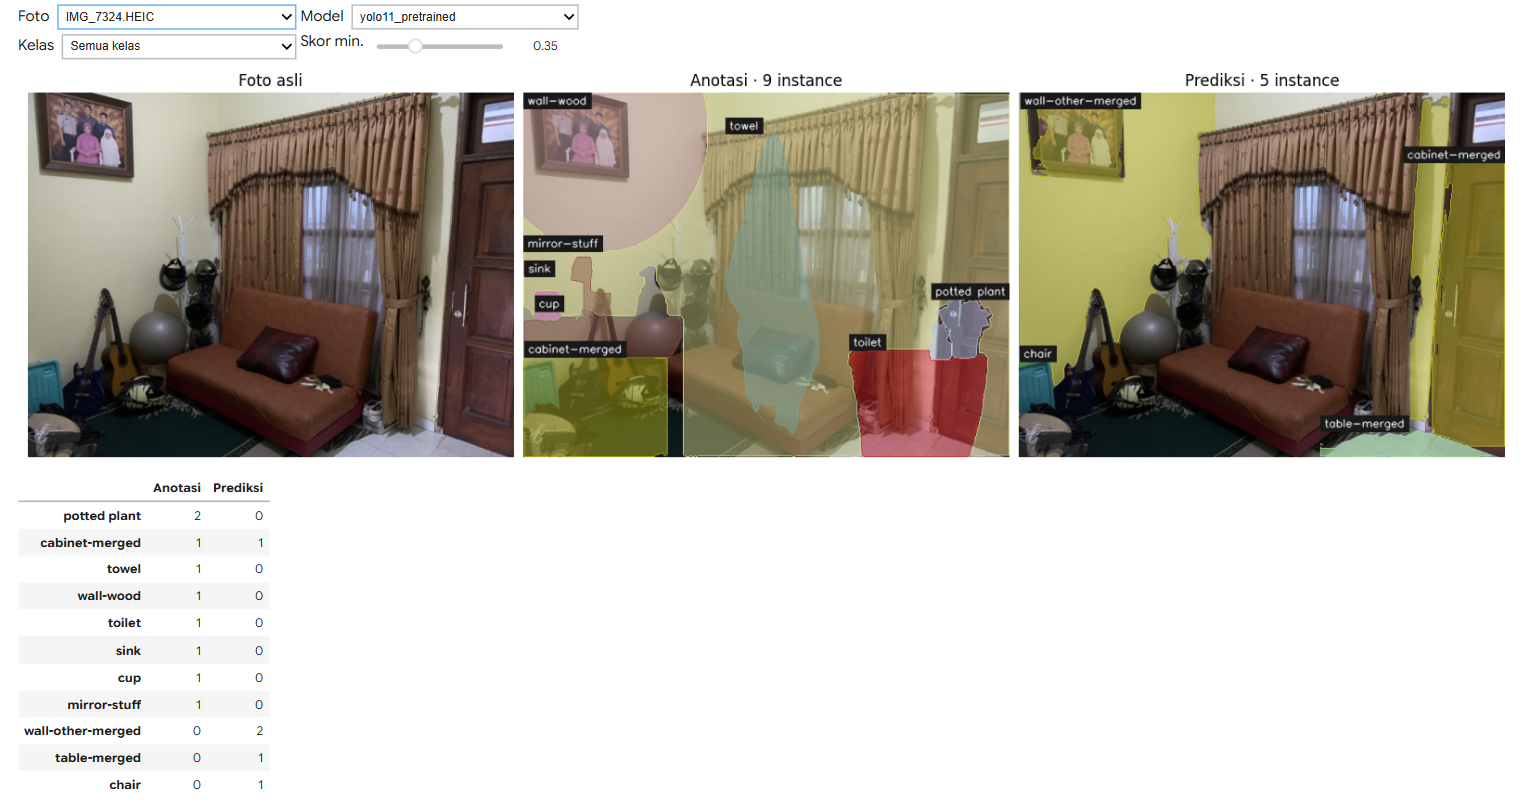 Foto IMG_7324.HEIC Model yolo11_pretrained
Kelas Semua kelas Skor min. 0.35
Foto asli
Anotasi · 9 instance
Prediksi · 5 instance
wall-wood
towel
mirror-stuff
sink
cup
potted plant
toilet
cabinet-merged
wall-other-merged
cabinet-merged
chair
table-merged
Anotasi Prediksi
potted plant 2 0
cabinet-merged 1 1
towel 1 0
wall-wood 1 0
toilet 1 0
sink 1 0
cup 1 0
mirror-stuff 1 0
wall-other-merged 0 2
table-merged 0 1
chair 0 1